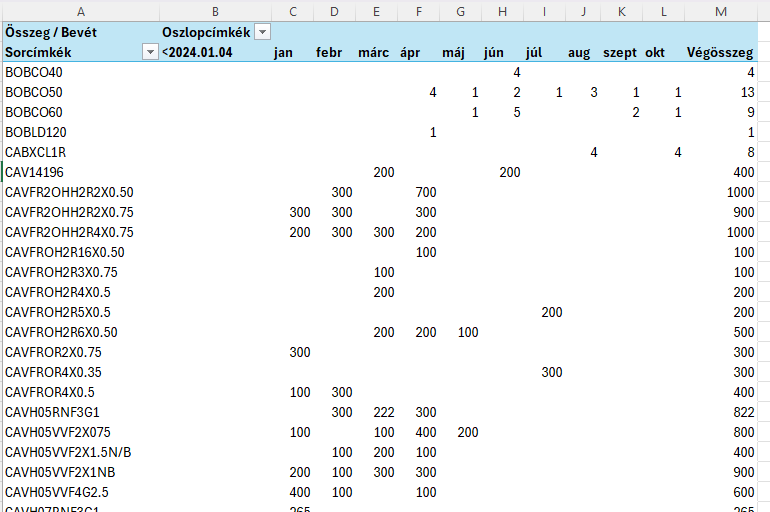 A B C D E F G H I J K L M
Összeg / Bevét Oszlopcímkék
Sorcímkék <2024.01.04 jan febr márc ápr máj jún júl aug szept okt Végösszeg
BOBCO40 4 4
BOBCO50 4 1 2 1 3 1 1 13
BOBCO60 1 5 2 1 9
BOBLD120 1 1
CABXCL1R 4 4 8
CAV14196 200 200 400
CAVFR2OHH2R2X0.50 300 700 1000
CAVFR2OHH2R2X0.75 300 300 300 900
CAVFR2OHH2R4X0.75 200 300 300 200 1000
CAVFROH2R16X0.50 100 100
CAVFROH2R3X0.75 100 100
CAVFROH2R4X0.5 200 200
CAVFROH2R5X0.5 200 200
CAVFROH2R6X0.50 200 200 100 500
CAVFROR2X0.75 300 300
CAVFROR4X0.35 300 300
CAVFROR4X0.5 100 300 400
CAVH05RNF3G1 300 222 300 822
CAVH05VVF2X075 100 100 400 200 800
CAVH05VVF2X1.5N/B 100 200 100 400
CAVH05VVF2X1NB 200 100 300 300 900
CAVH05VVF4G2.5 400 100 100 600
CAVH07RNF3G1 265 265